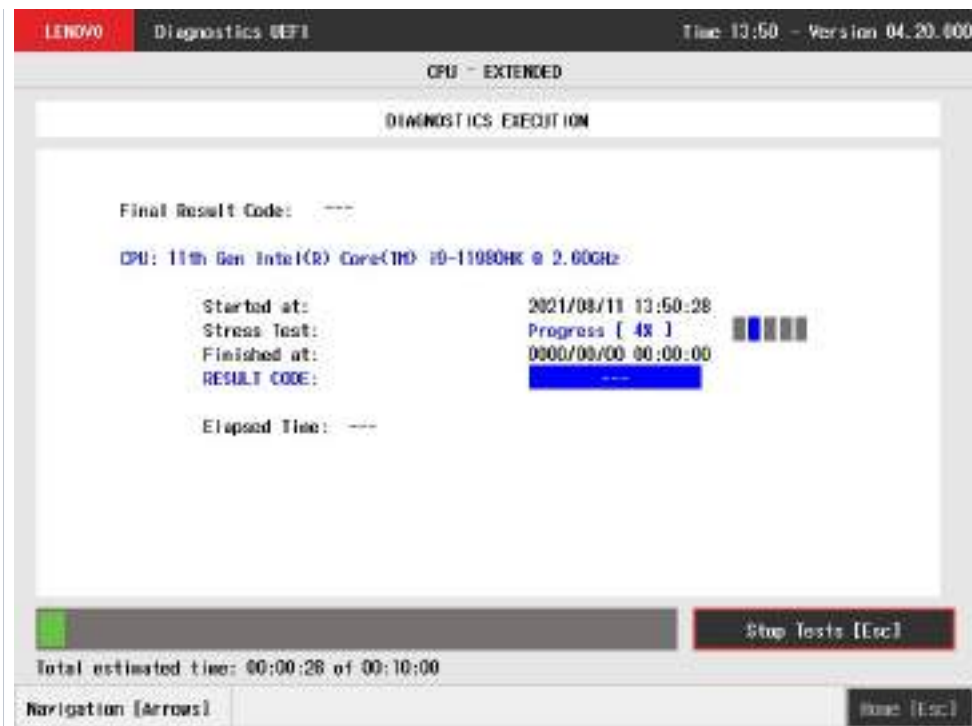 LENOVO Diagnostics UEFI Time 13:50 - Version 04.20.000
CPU - EXTENDED
DIAGNOSTICS EXECUTION
Final Result Code: ---
CPU: 11th Gen Intel(R) Core(TM) i9-11980HK @ 2.60GHz
Started at: 2021/08/11 13:50:28
Stress Test: Progress [ 4% ]
Finished at: 0000/00/00 00:00:00
RESULT CODE: ---
Elapsed Time: ---
Stop Tests [Esc]
Total estimated time: 00:00:28 of 00:10:00
Navigation [Arrows] Home [Esc]